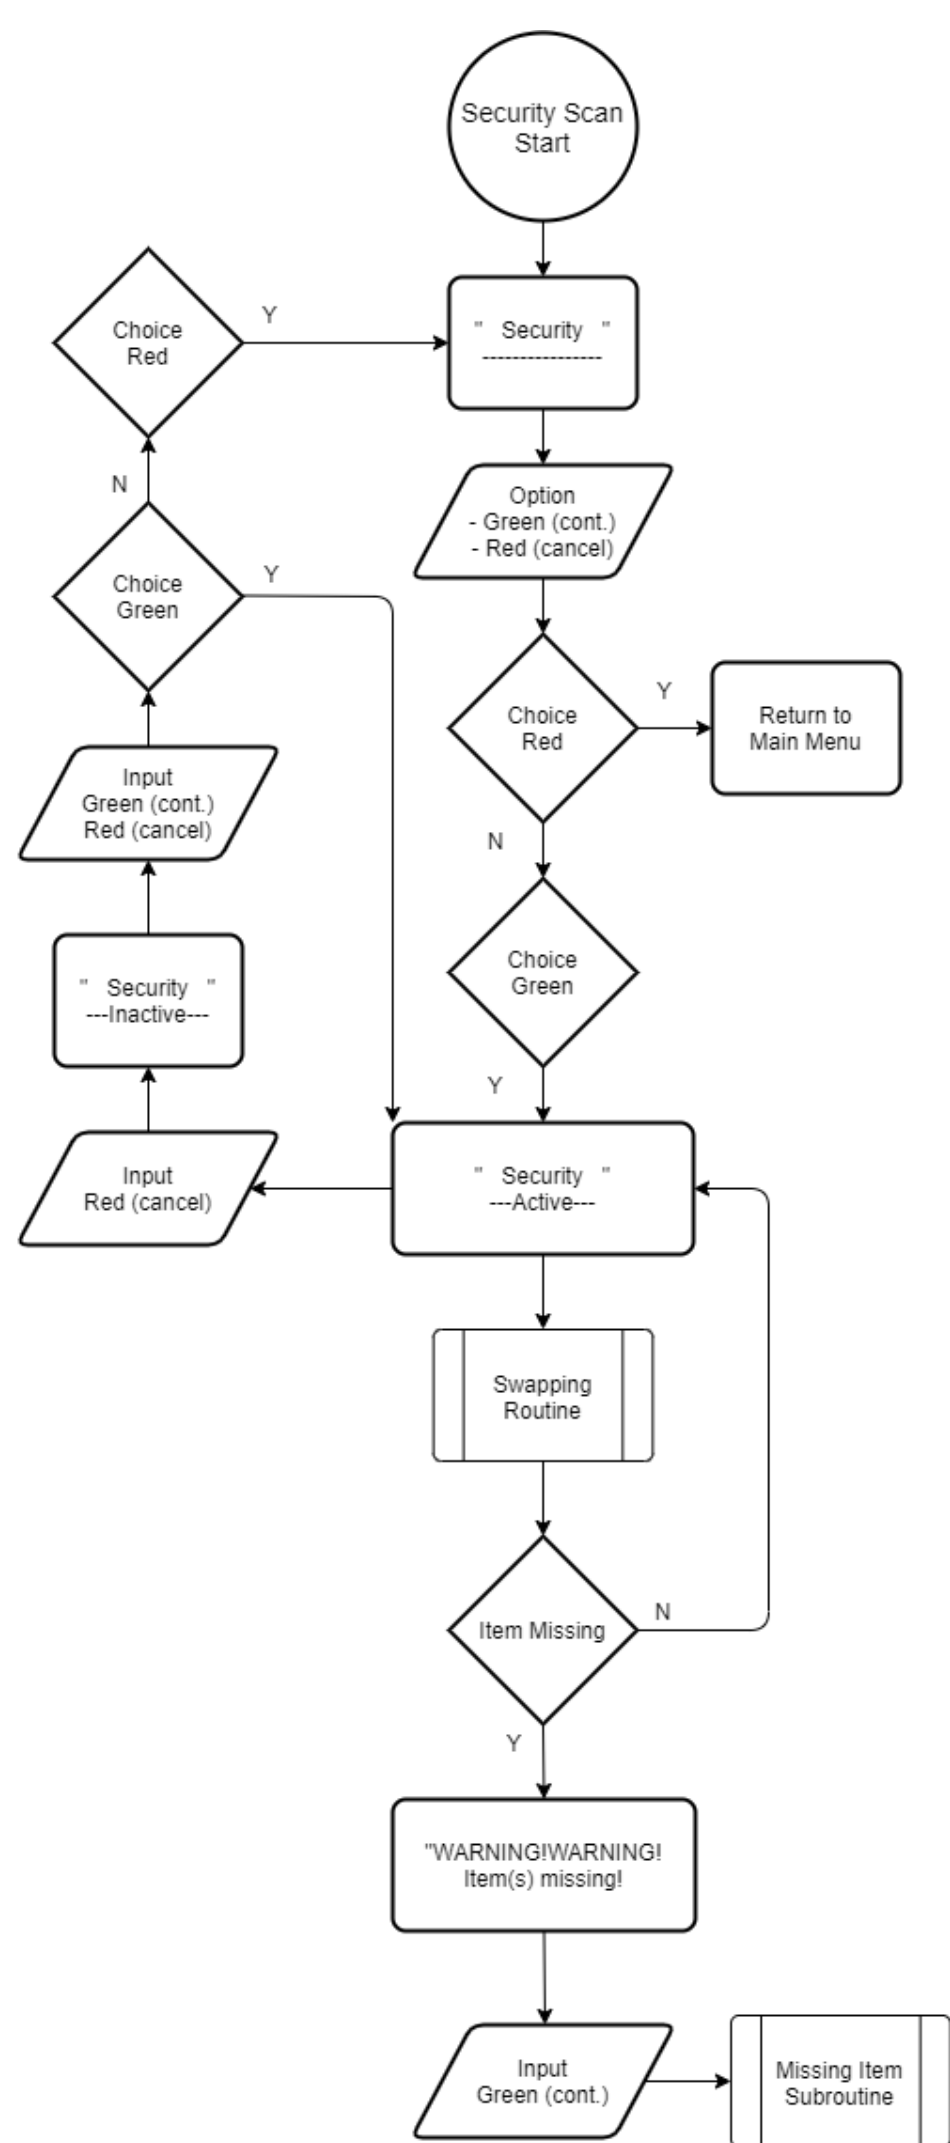 Security Scan
Start
Choice
Red
Y
"   Security   "
----------------
N
Option
- Green (cont.)
- Red (cancel)
Choice
Green
Y
Choice
Red
Y
Return to
Main Menu
Input
Green (cont.)
Red (cancel)
N
Choice
Green
"   Security   "
---Inactive---
Y
Input
Red (cancel)
"   Security   "
---Active---
Swapping
Routine
Item Missing
N
Y
"WARNING!WARNING!
Item(s) missing!
Input
Green (cont.)
Missing Item
Subroutine